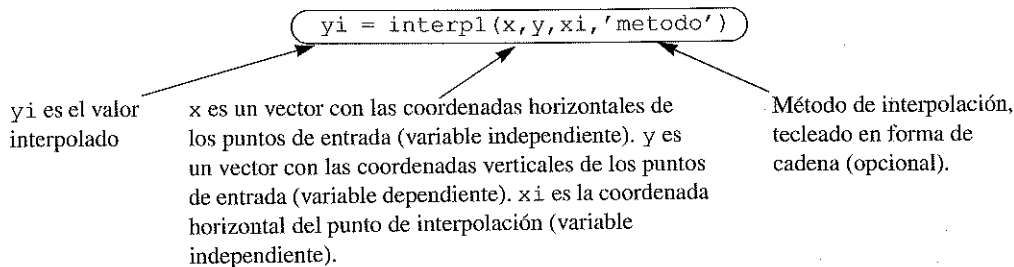 yi = interp1(x,y,xi,'metodo')
yi es el valor
interpolado
x es un vector con las coordenadas horizontales de
los puntos de entrada (variable independiente). y es
un vector con las coordenadas verticales de los puntos
de entrada (variable dependiente). xi es la coordenada
horizontal del punto de interpolación (variable
independiente).
Método de interpolación,
tecleado en forma de
cadena (opcional).